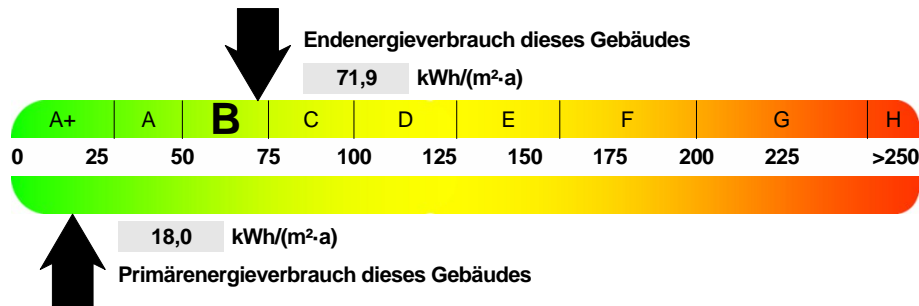 Endenergieverbrauch dieses Gebäudes
71,9 kWh/(m²·a)
A+ A B C D E F G H
0 25 50 75 100 125 150 175 200 225 >250
18,0 kWh/(m²·a)
Primärenergieverbrauch dieses Gebäudes